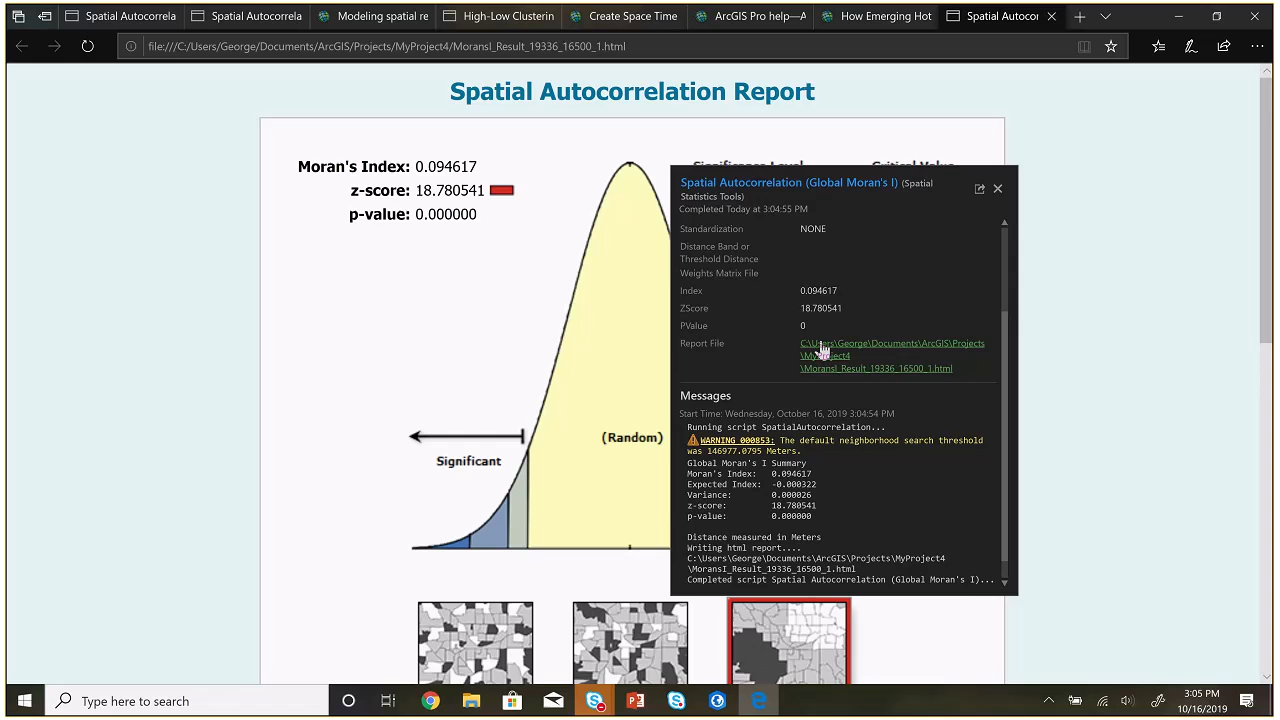 Spatial Autocorrela
Spatial Autocorrela
Modeling spatial re
High-Low Clusterin
Create Space Time
ArcGIS Pro help—A
How Emerging Hot
Spatial Autocor
file:///C:/Users/George/Documents/ArcGIS/Projects/MyProject4/MoransI_Result_19336_16500_1.html
Spatial Autocorrelation Report
Moran's Index: 0.094617
z-score: 18.780541
p-value: 0.000000
Significance Level
Critical Value
Significant
(Random)
Spatial Autocorrelation (Global Moran's I) (Spatial
Statistics Tools)
Completed Today at 3:04:55 PM
Standardization NONE
Distance Band or
Threshold Distance
Weights Matrix File
Index 0.094617
ZScore 18.780541
PValue 0
Report File C:\Users\George\Documents\ArcGIS\Projects
\MyProject4
\MoransI_Result_19336_16500_1.html
Messages
Start Time: Wednesday, October 16, 2019 3:04:54 PM
Running script SpatialAutocorrelation...
WARNING 000853: The default neighborhood search threshold
was 146977.0795 Meters.
Global Moran's I Summary
Moran's Index: 0.094617
Expected Index: -0.000322
Variance: 0.000026
z-score: 18.780541
p-value: 0.000000
Distance measured in Meters
Writing html report....
C:\Users\George\Documents\ArcGIS\Projects\MyProject4
\MoransI_Result_19336_16500_1.html
Completed script Spatial Autocorrelation (Global Moran's I)...
Type here to search
3:05 PM
10/16/2019